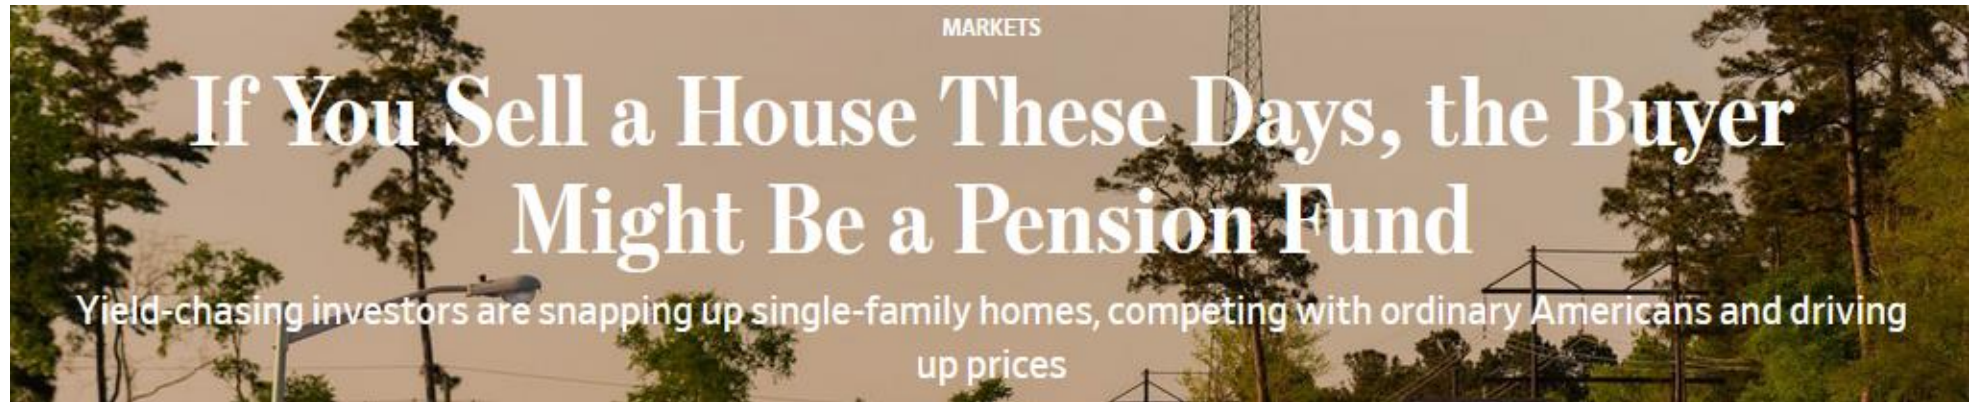 MARKETS
If You Sell a House These Days, the Buyer
Might Be a Pension Fund
Yield-chasing investors are snapping up single-family homes, competing with ordinary Americans and driving
up prices